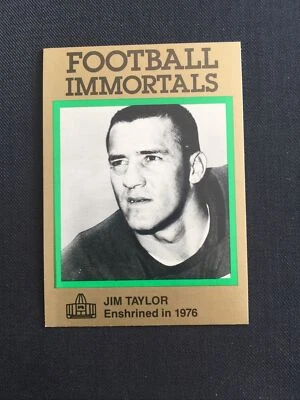 FOOTBALL
IMMORTALS
JIM TAYLOR
Enshrined in 1976